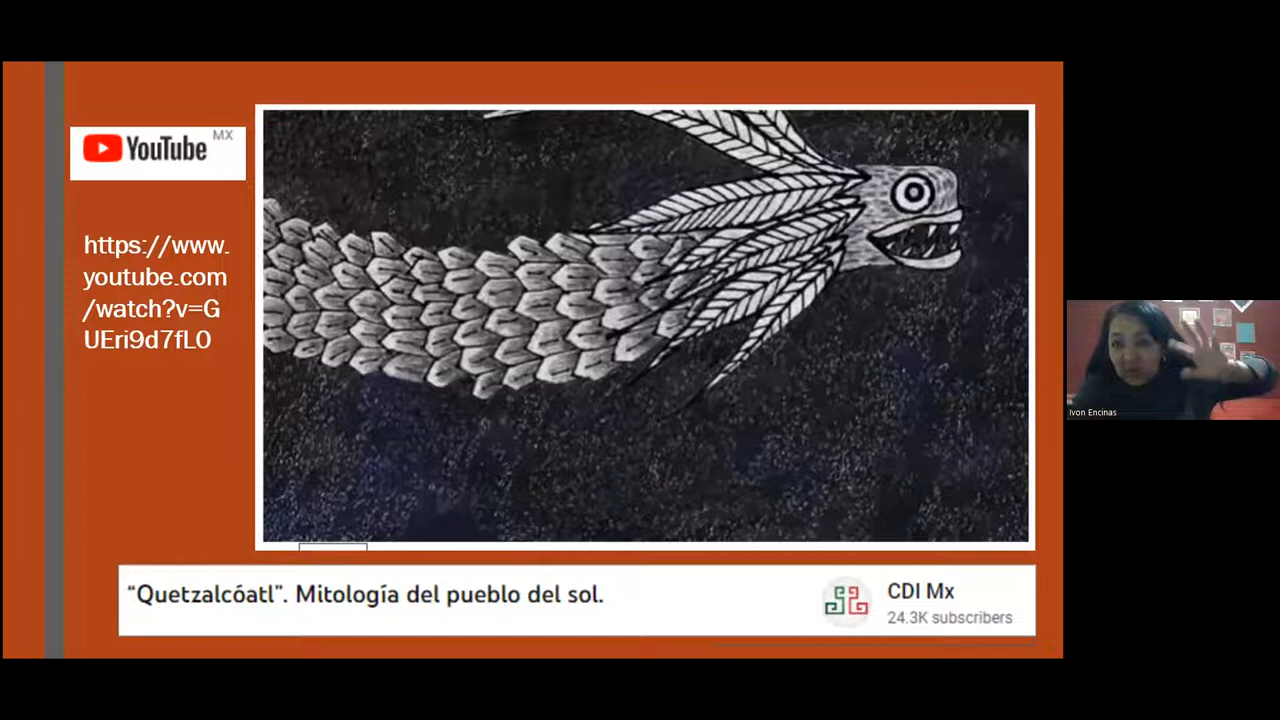 YouTube MX
https://www.
youtube.com
/watch?v=G
UEri9d7fL0
“Quetzalcóatl”. Mitología del pueblo del sol.
CDI Mx
24.3K subscribers
Ivon Encinas